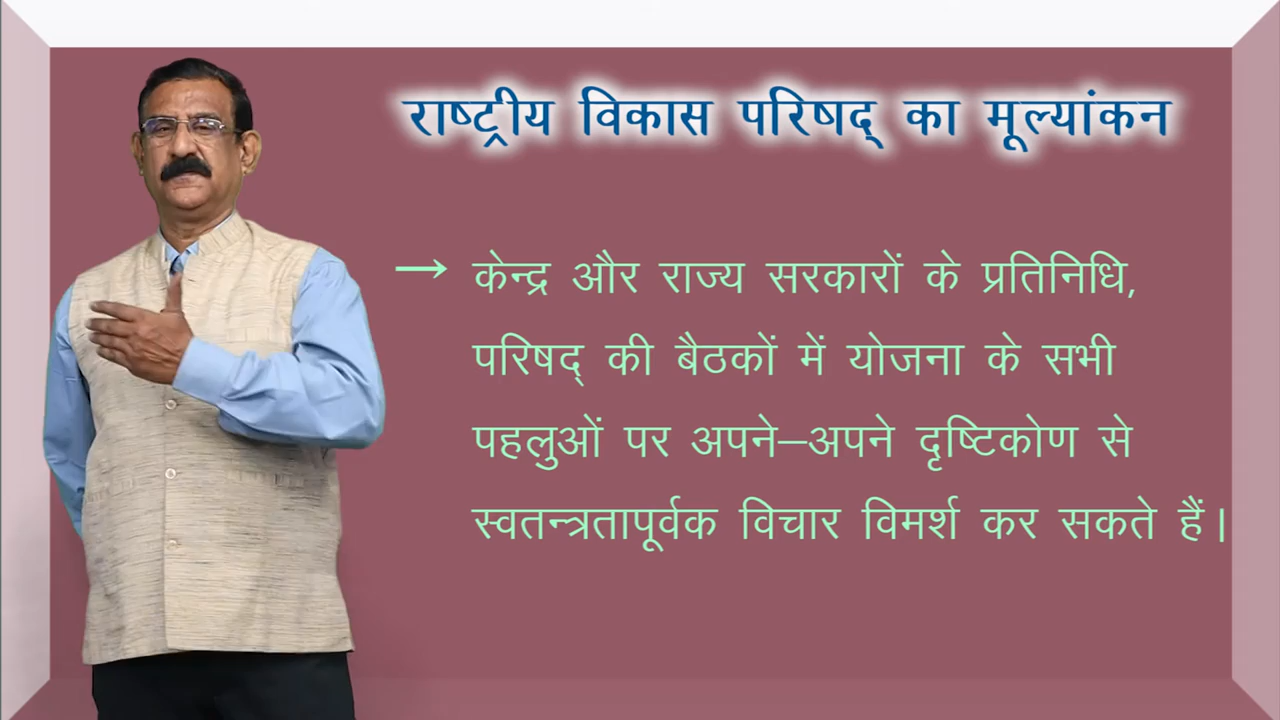 राष्ट्रीय विकास परिषद् का मूल्यांकन
→ केन्द्र और राज्य सरकारों के प्रतिनिधि,
परिषद् की बैठकों में योजना के सभी
पहलुओं पर अपने–अपने दृष्टिकोण से
स्वतन्त्रतापूर्वक विचार विमर्श कर सकते हैं।